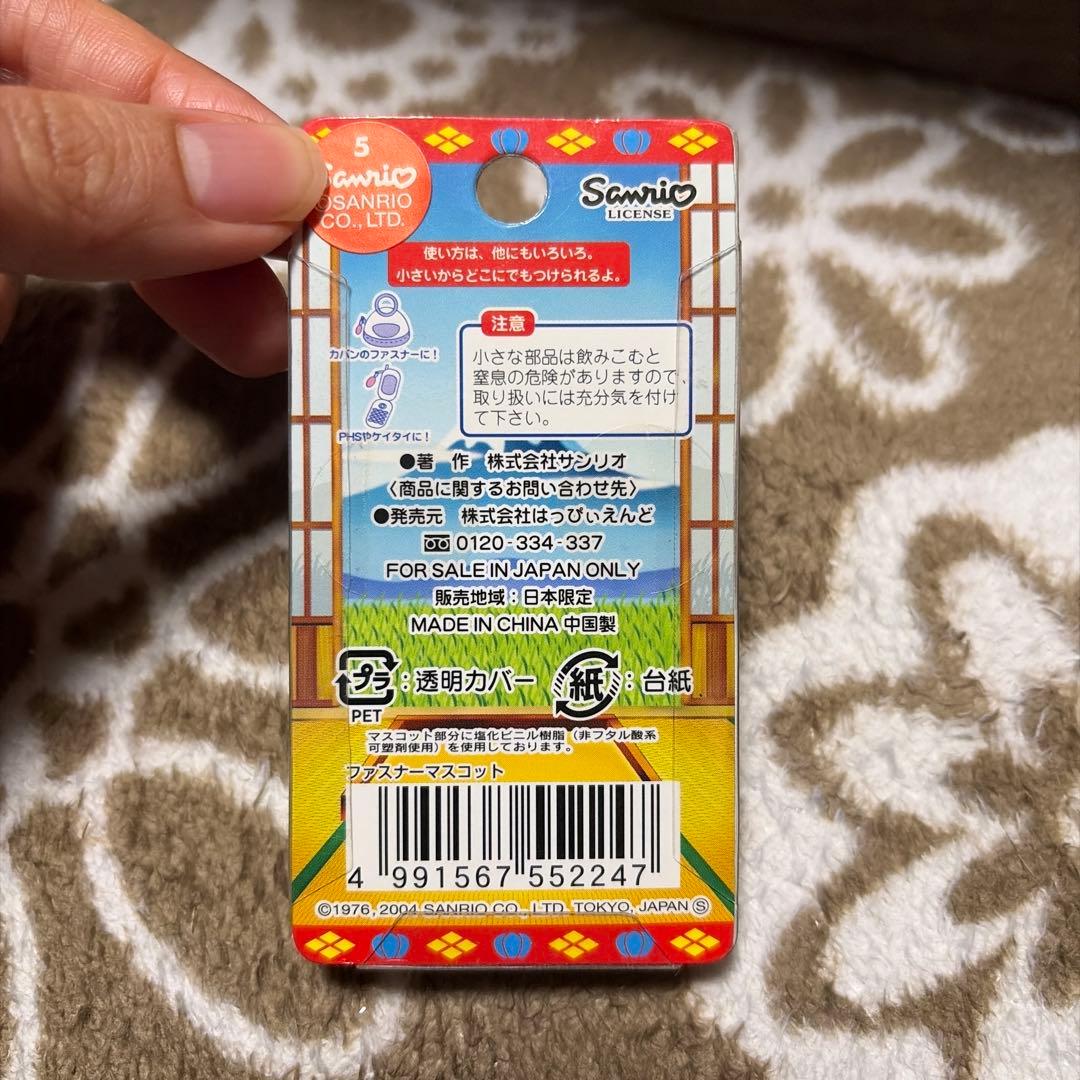 5
Sanrio
©SANRIO
CO., LTD.
Sanrio
LICENSE
使い方は、他にもいろいろ。
小さいからどこにでもつけられるよ。
カバンのファスナーに!
PHSやケイタイに!
注意
小さな部品は飲みこむと
窒息の危険がありますので、
取り扱いには充分気を付け
て下さい。
●著 作 株式会社サンリオ
〈商品に関するお問い合わせ先〉
●発売元 株式会社はっぴぃえんど
0120-334-337
FOR SALE IN JAPAN ONLY
販売地域:日本限定
MADE IN CHINA 中国製
プラ:透明カバー 紙:台紙
PET
マスコット部分に塩化ビニル樹脂(非フタル酸系
可塑剤使用)を使用しております。
ファスナーマスコット
4 991567 552247
©1976, 2004 SANRIO CO., LTD. TOKYO, JAPAN Ⓢ